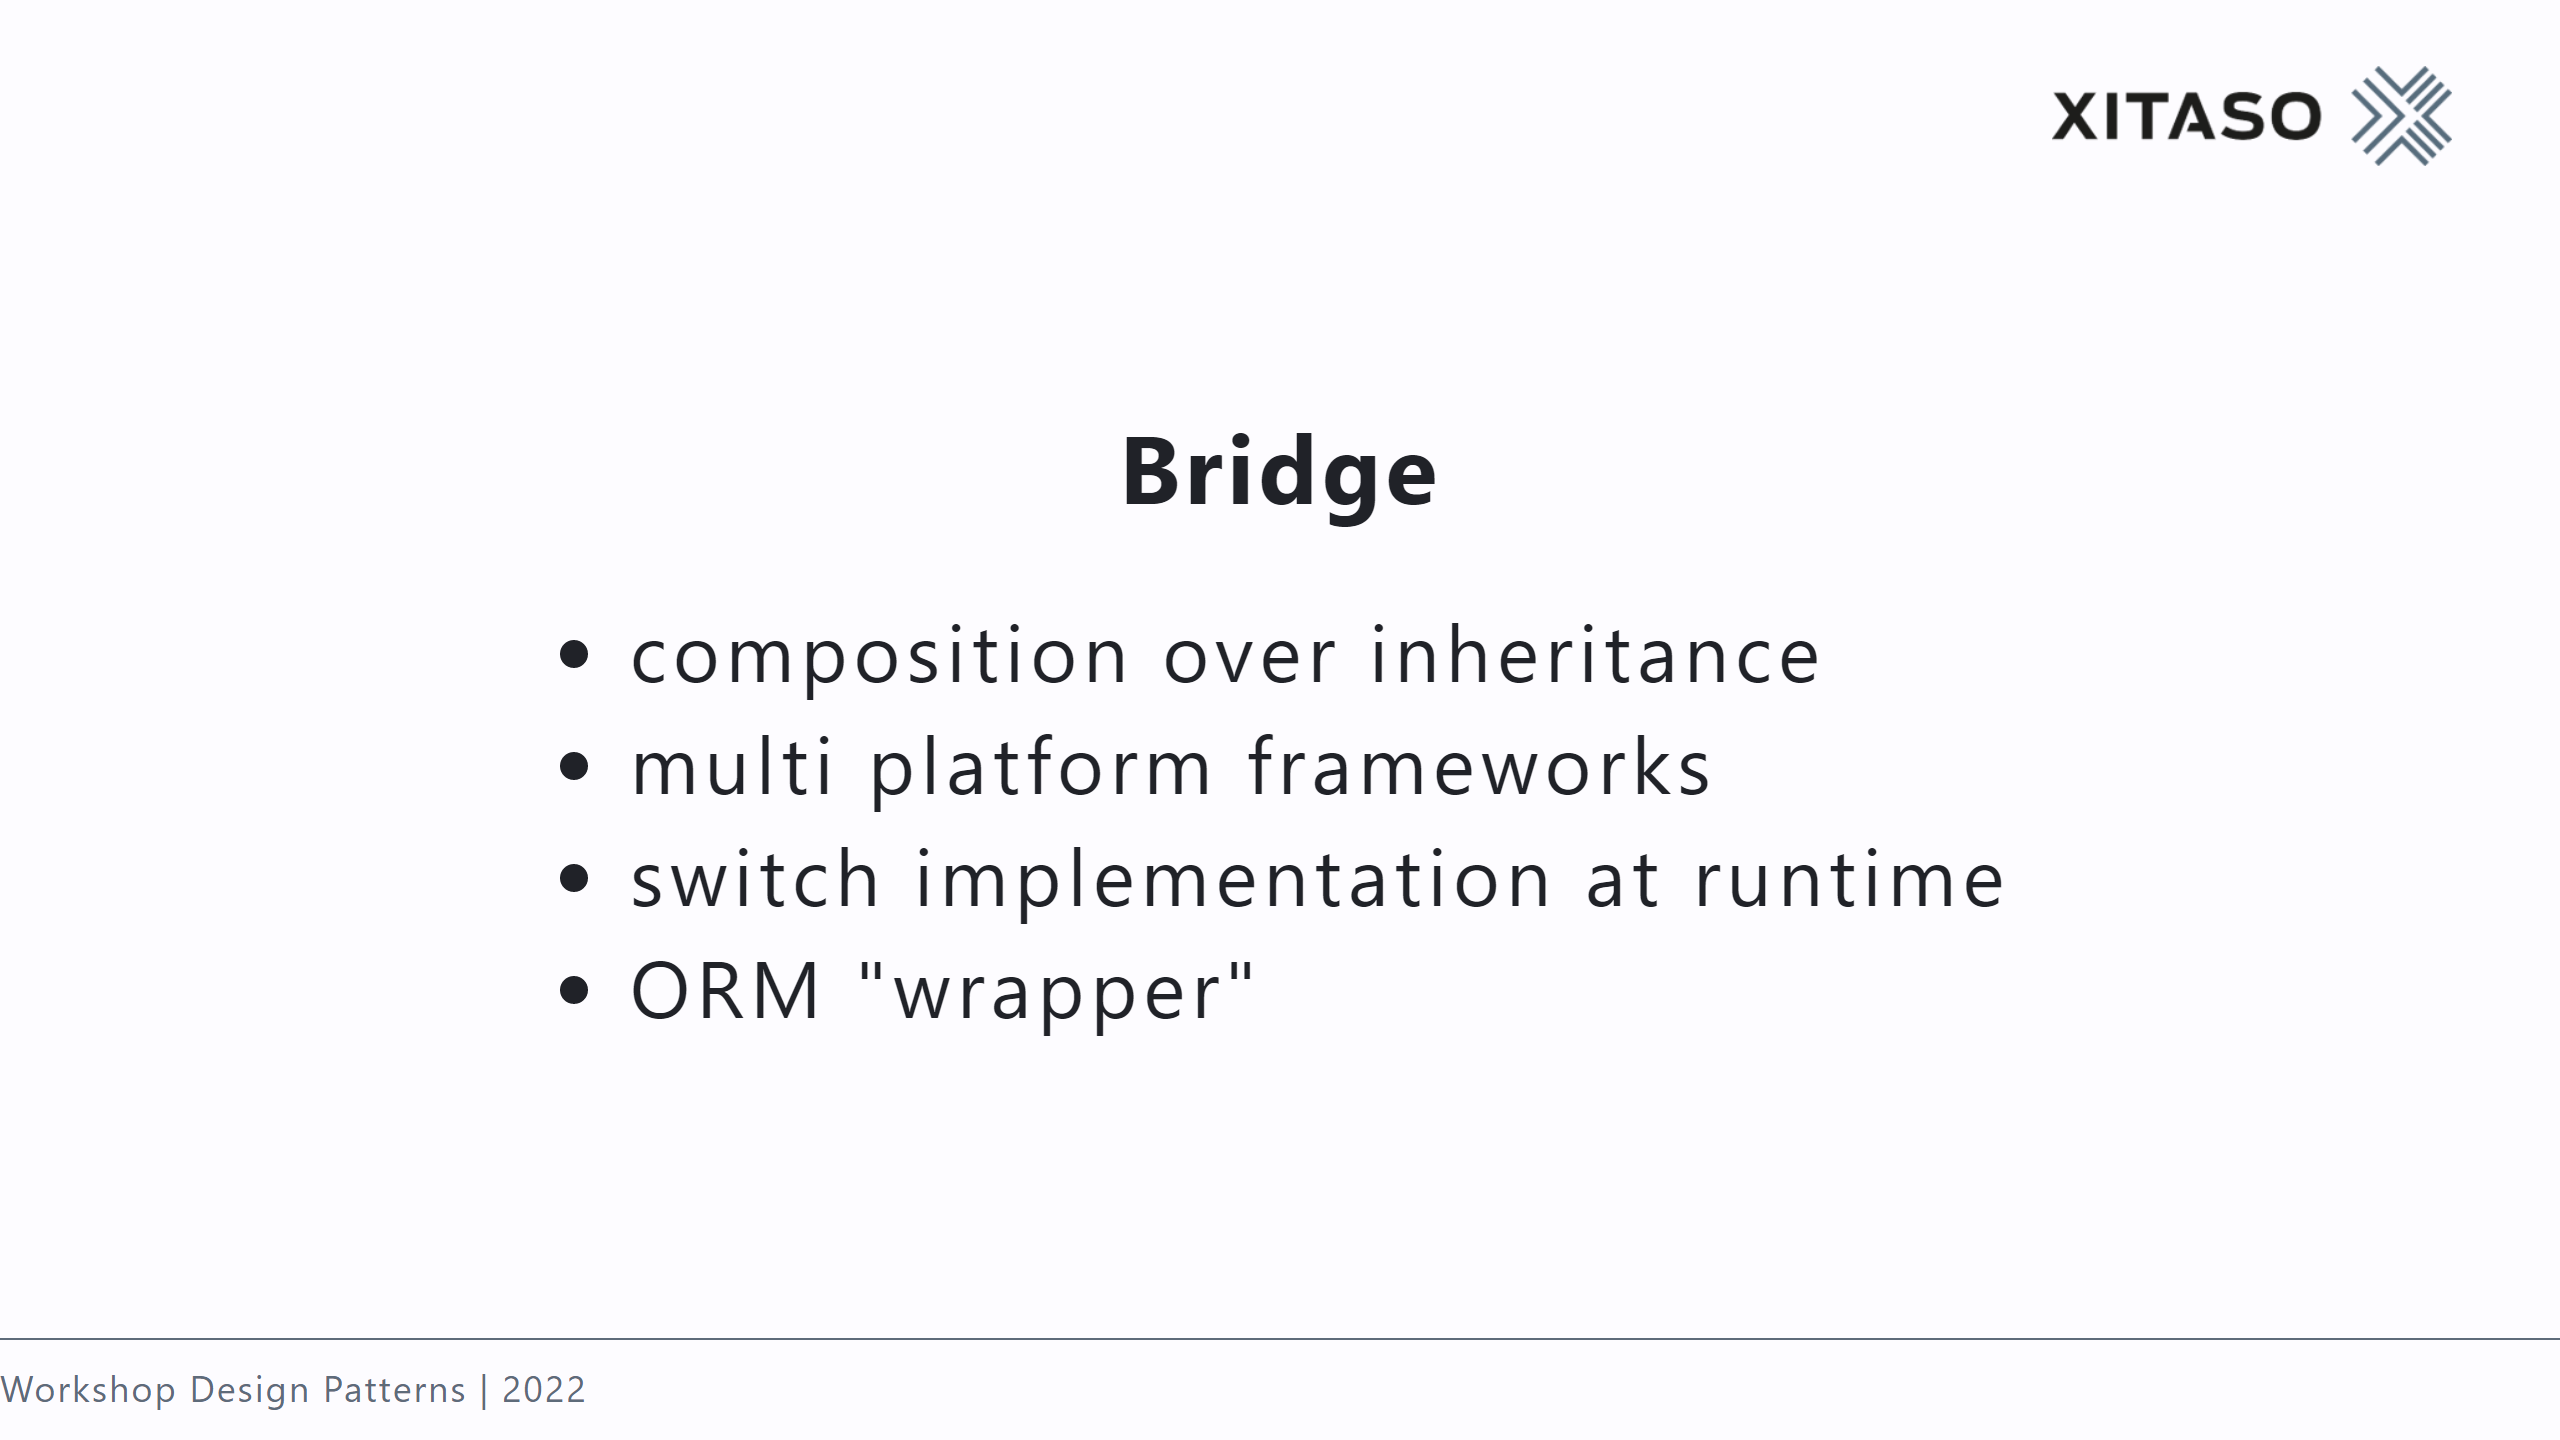 XITASO
Bridge
• composition over inheritance
• multi platform frameworks
• switch implementation at runtime
• ORM "wrapper"
Workshop Design Patterns | 2022